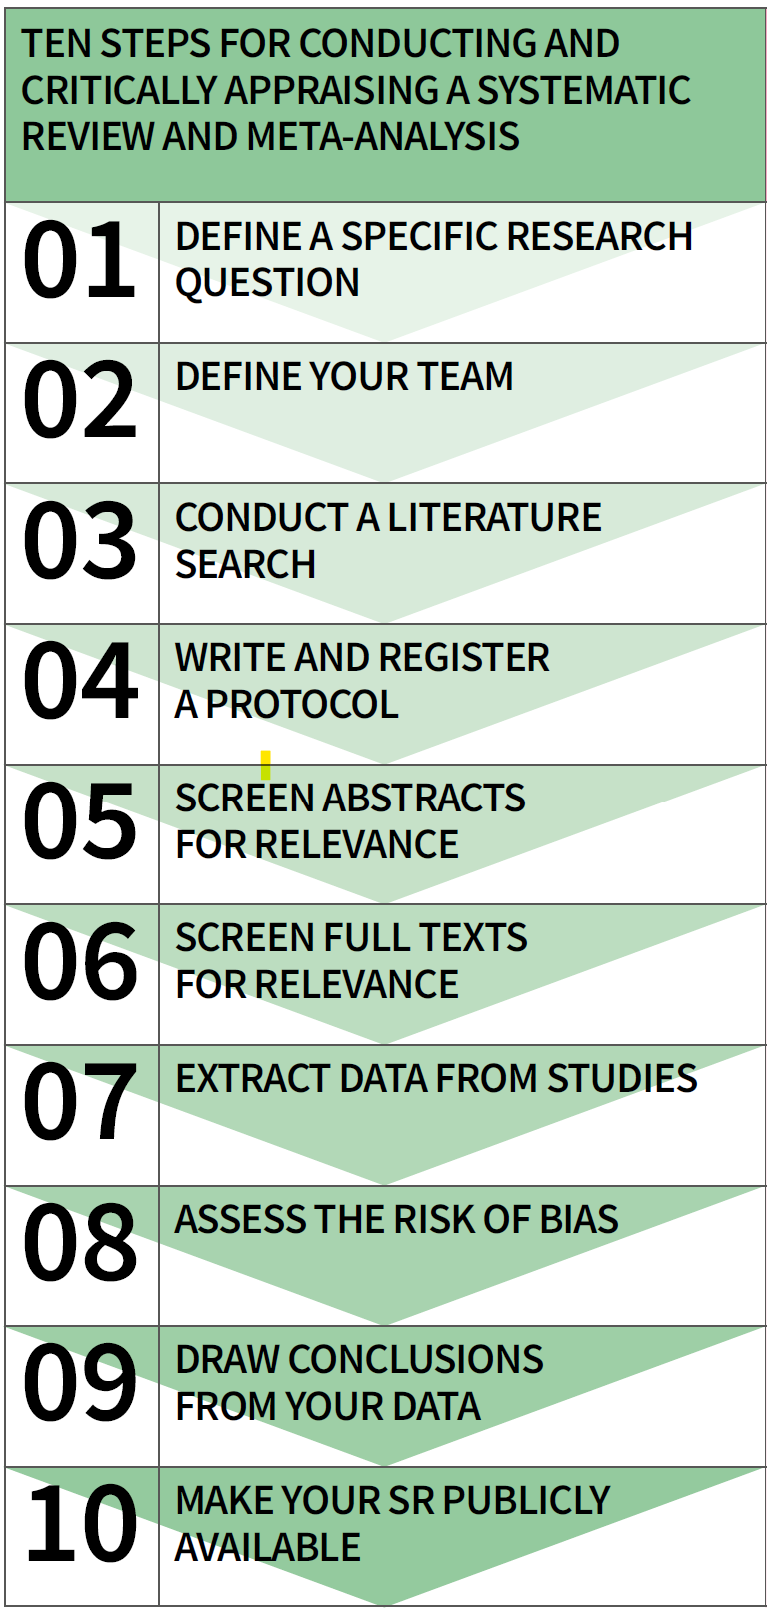 TEN STEPS FOR CONDUCTING AND
CRITICALLY APPRAISING A SYSTEMATIC
REVIEW AND META-ANALYSIS
01 DEFINE A SPECIFIC RESEARCH
QUESTION
02 DEFINE YOUR TEAM
03 CONDUCT A LITERATURE
SEARCH
04 WRITE AND REGISTER
A PROTOCOL
05 SCREEN ABSTRACTS
FOR RELEVANCE
06 SCREEN FULL TEXTS
FOR RELEVANCE
07 EXTRACT DATA FROM STUDIES
08 ASSESS THE RISK OF BIAS
09 DRAW CONCLUSIONS
FROM YOUR DATA
10 MAKE YOUR SR PUBLICLY
AVAILABLE